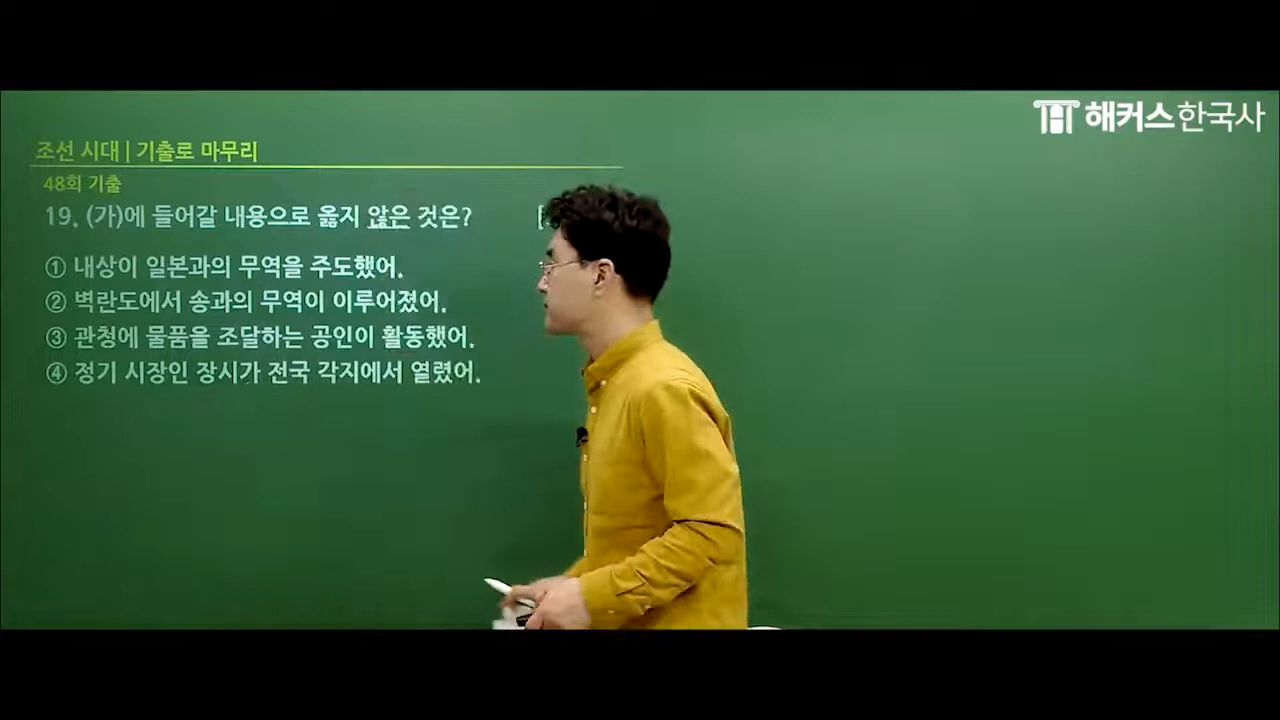 해커스한국사
조선 시대 | 기출로 마무리
48회 기출
19. (가)에 들어갈 내용으로 옳지 않은 것은?
① 내상이 일본과의 무역을 주도했어.
② 벽란도에서 송과의 무역이 이루어졌어.
③ 관청에 물품을 조달하는 공인이 활동했어.
④ 정기 시장인 장시가 전국 각지에서 열렸어.